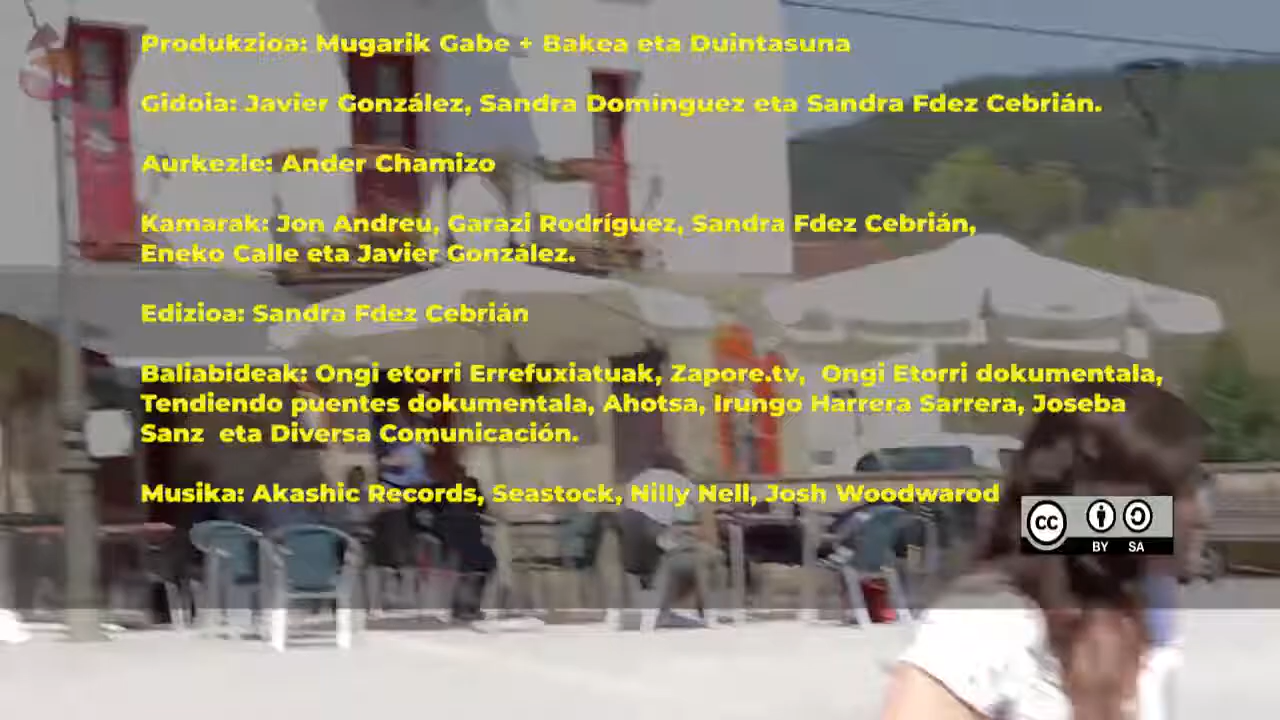 Produkzioa: Mugarik Gabe + Bakea eta Duintasuna
Gidoia: Javier González, Sandra Dominguez eta Sandra Fdez Cebrián.
Aurkezle: Ander Chamizo
Kamarak: Jon Andreu, Garazi Rodríguez, Sandra Fdez Cebrián,
Eneko Calle eta Javier González.
Edizioa: Sandra Fdez Cebrián
Baliabideak: Ongi etorri Errefuxiatuak, Zapore.tv, Ongi Etorri dokumentala,
Tendiendo puentes dokumentala, Ahotsa, Irungo Harrera Sarrera, Joseba
Sanz eta Diversa Comunicación.
Musika: Akashic Records, Seastock, Nilly Nell, Josh Woodwarod
cc BY SA